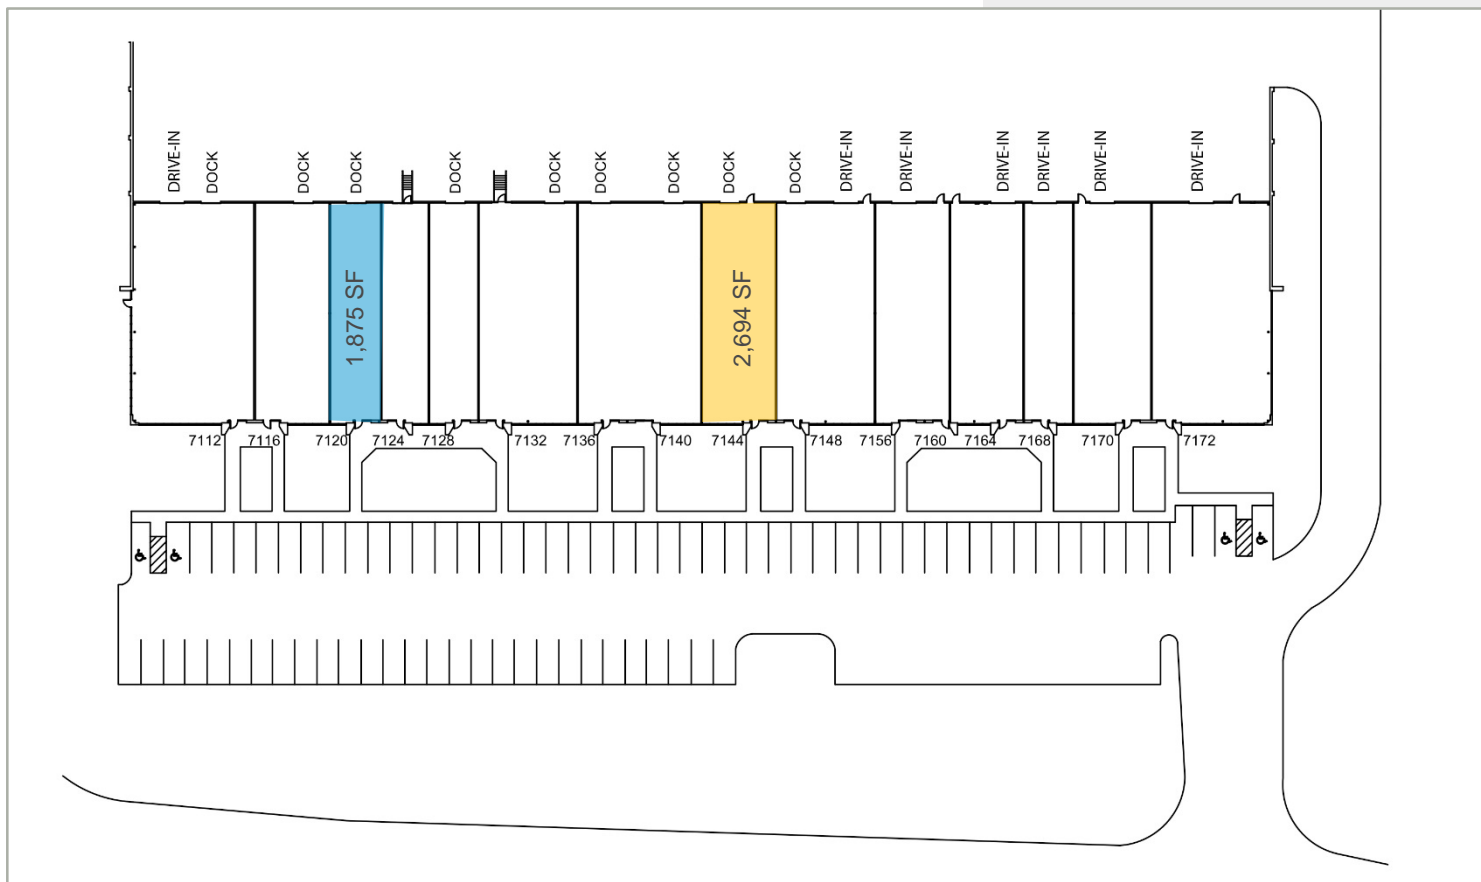 DRIVE-IN
DOCK
DOCK
DOCK
DOCK
DOCK
DOCK
DOCK
DOCK
DOCK
DRIVE-IN
DRIVE-IN
DRIVE-IN
DRIVE-IN
DRIVE-IN
DRIVE-IN
1,875 SF
2,694 SF
7112
7116
7120
7124
7128
7132
7136
7140
7144
7148
7156
7160
7164
7168
7170
7172